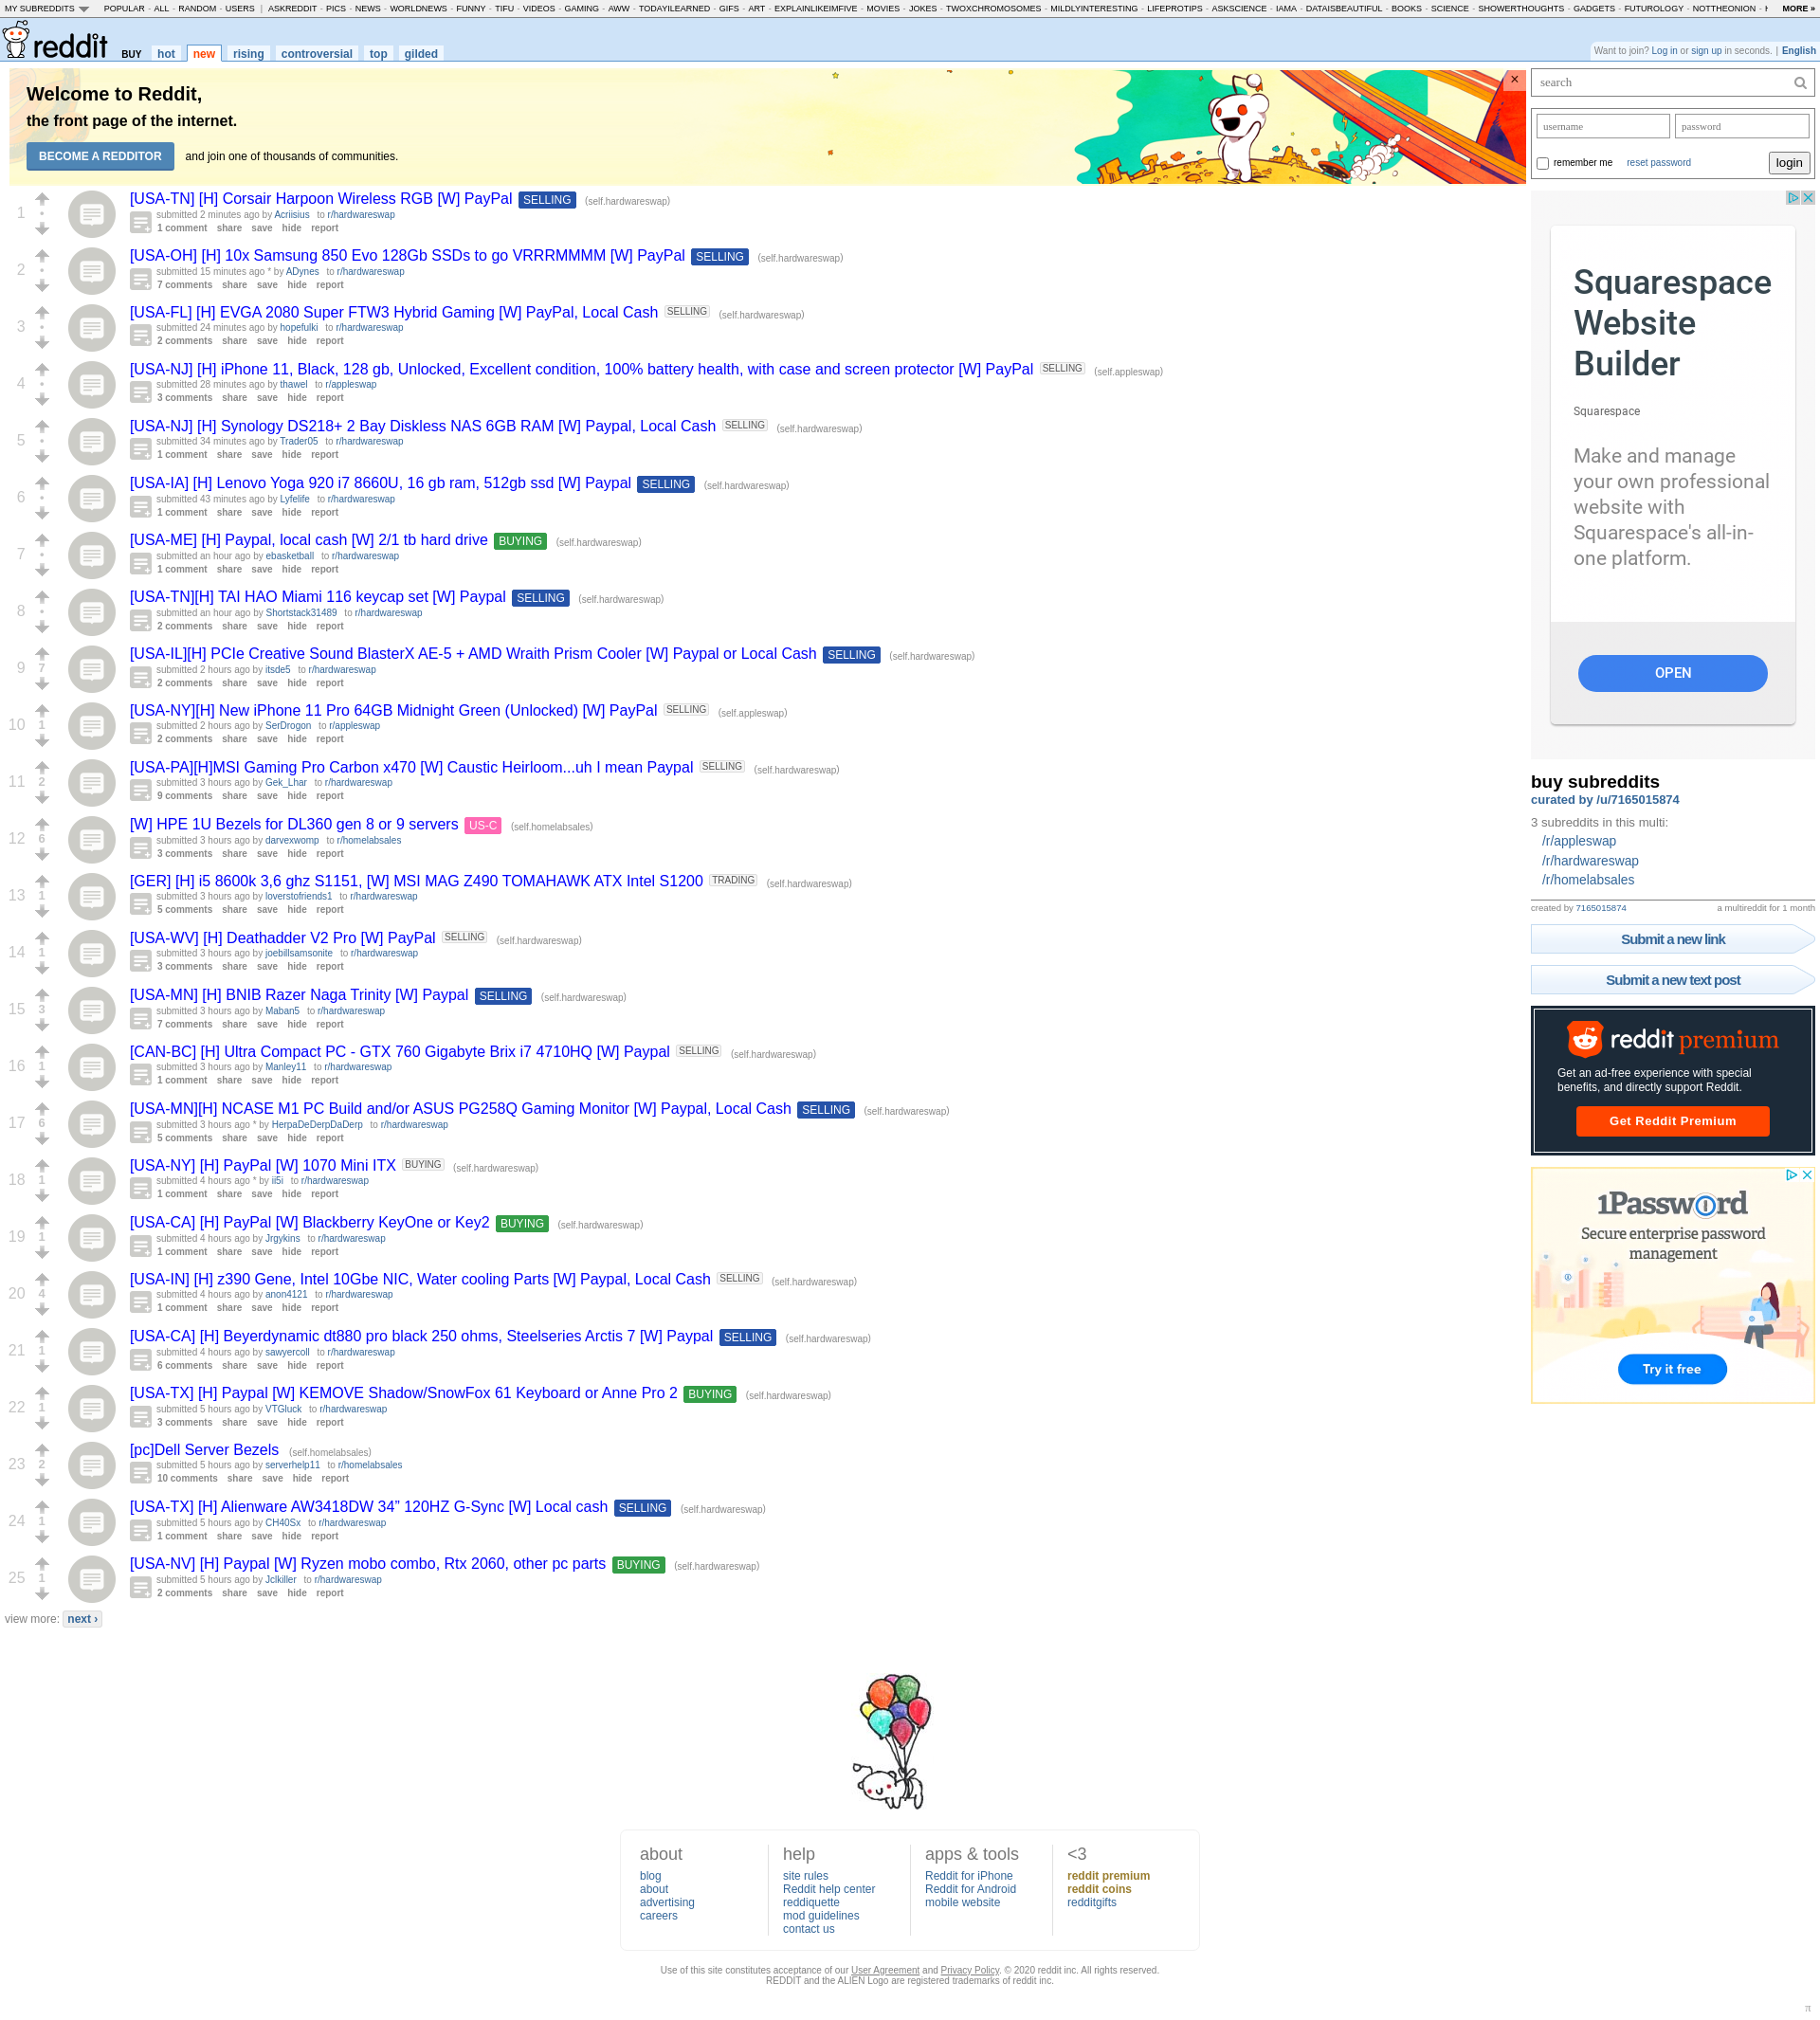 MY SUBREDDITS POPULAR - ALL - RANDOM - USERS | ASKREDDIT - PICS - NEWS - WORLDNEWS - FUNNY - TIFU - VIDEOS - GAMING - AWW - TODAYILEARNED - GIFS - ART - EXPLAINLIKEIMFIVE - MOVIES - JOKES - TWOXCHROMOSOMES - MILDLYINTERESTING - LIFEPROTIPS - ASKSCIENCE - IAMA - DATAISBEAUTIFUL - BOOKS - SCIENCE - SHOWERTHOUGHTS - GADGETS - FUTUROLOGY - NOTTHEONION - MORE »
reddit BUY hot new rising controversial top gilded
Want to join? Log in or sign up in seconds. | English
Welcome to Reddit,
the front page of the internet.
BECOME A REDDITOR and join one of thousands of communities.
×
1
[USA-TN] [H] Corsair Harpoon Wireless RGB [W] PayPal SELLING (self.hardwareswap)
submitted 2 minutes ago by Acriisius to r/hardwareswap
1 comment share save hide report
2
[USA-OH] [H] 10x Samsung 850 Evo 128Gb SSDs to go VRRRMMMM [W] PayPal SELLING (self.hardwareswap)
submitted 15 minutes ago * by ADynes to r/hardwareswap
7 comments share save hide report
3
[USA-FL] [H] EVGA 2080 Super FTW3 Hybrid Gaming [W] PayPal, Local Cash SELLING (self.hardwareswap)
submitted 24 minutes ago by hopefulki to r/hardwareswap
2 comments share save hide report
4
[USA-NJ] [H] iPhone 11, Black, 128 gb, Unlocked, Excellent condition, 100% battery health, with case and screen protector [W] PayPal SELLING (self.appleswap)
submitted 28 minutes ago by thawel to r/appleswap
3 comments share save hide report
5
[USA-NJ] [H] Synology DS218+ 2 Bay Diskless NAS 6GB RAM [W] Paypal, Local Cash SELLING (self.hardwareswap)
submitted 34 minutes ago by Trader05 to r/hardwareswap
1 comment share save hide report
6
[USA-IA] [H] Lenovo Yoga 920 i7 8660U, 16 gb ram, 512gb ssd [W] Paypal SELLING (self.hardwareswap)
submitted 43 minutes ago by Lyfelife to r/hardwareswap
1 comment share save hide report
7
[USA-ME] [H] Paypal, local cash [W] 2/1 tb hard drive BUYING (self.hardwareswap)
submitted an hour ago by ebasketball to r/hardwareswap
1 comment share save hide report
8
[USA-TN][H] TAI HAO Miami 116 keycap set [W] Paypal SELLING (self.hardwareswap)
submitted an hour ago by Shortstack31489 to r/hardwareswap
2 comments share save hide report
9 7
[USA-IL][H] PCIe Creative Sound BlasterX AE-5 + AMD Wraith Prism Cooler [W] Paypal or Local Cash SELLING (self.hardwareswap)
submitted 2 hours ago by itsde5 to r/hardwareswap
2 comments share save hide report
10 1
[USA-NY][H] New iPhone 11 Pro 64GB Midnight Green (Unlocked) [W] PayPal SELLING (self.appleswap)
submitted 2 hours ago by SerDrogon to r/appleswap
2 comments share save hide report
11 2
[USA-PA][H]MSI Gaming Pro Carbon x470 [W] Caustic Heirloom...uh I mean Paypal SELLING (self.hardwareswap)
submitted 3 hours ago by Gek_Lhar to r/hardwareswap
9 comments share save hide report
12 6
[W] HPE 1U Bezels for DL360 gen 8 or 9 servers US-C (self.homelabsales)
submitted 3 hours ago by darvexwomp to r/homelabsales
3 comments share save hide report
13 1
[GER] [H] i5 8600k 3,6 ghz S1151, [W] MSI MAG Z490 TOMAHAWK ATX Intel S1200 TRADING (self.hardwareswap)
submitted 3 hours ago by loverstofriends1 to r/hardwareswap
5 comments share save hide report
14 1
[USA-WV] [H] Deathadder V2 Pro [W] PayPal SELLING (self.hardwareswap)
submitted 3 hours ago by joebillsamsonite to r/hardwareswap
3 comments share save hide report
15 3
[USA-MN] [H] BNIB Razer Naga Trinity [W] Paypal SELLING (self.hardwareswap)
submitted 3 hours ago by Maban5 to r/hardwareswap
7 comments share save hide report
16 1
[CAN-BC] [H] Ultra Compact PC - GTX 760 Gigabyte Brix i7 4710HQ [W] Paypal SELLING (self.hardwareswap)
submitted 3 hours ago by Manley11 to r/hardwareswap
1 comment share save hide report
17 6
[USA-MN][H] NCASE M1 PC Build and/or ASUS PG258Q Gaming Monitor [W] Paypal, Local Cash SELLING (self.hardwareswap)
submitted 3 hours ago * by HerpaDeDerpDaDerp to r/hardwareswap
5 comments share save hide report
18 1
[USA-NY] [H] PayPal [W] 1070 Mini ITX BUYING (self.hardwareswap)
submitted 4 hours ago * by ii5i to r/hardwareswap
1 comment share save hide report
19 1
[USA-CA] [H] PayPal [W] Blackberry KeyOne or Key2 BUYING (self.hardwareswap)
submitted 4 hours ago by Jrgykins to r/hardwareswap
1 comment share save hide report
20 4
[USA-IN] [H] z390 Gene, Intel 10Gbe NIC, Water cooling Parts [W] Paypal, Local Cash SELLING (self.hardwareswap)
submitted 4 hours ago by anon4121 to r/hardwareswap
1 comment share save hide report
21 1
[USA-CA] [H] Beyerdynamic dt880 pro black 250 ohms, Steelseries Arctis 7 [W] Paypal SELLING (self.hardwareswap)
submitted 4 hours ago by sawyercoll to r/hardwareswap
6 comments share save hide report
22 1
[USA-TX] [H] Paypal [W] KEMOVE Shadow/SnowFox 61 Keyboard or Anne Pro 2 BUYING (self.hardwareswap)
submitted 5 hours ago by VTGluck to r/hardwareswap
3 comments share save hide report
23 2
[pc]Dell Server Bezels (self.homelabsales)
submitted 5 hours ago by serverhelp11 to r/homelabsales
10 comments share save hide report
24 1
[USA-TX] [H] Alienware AW3418DW 34” 120HZ G-Sync [W] Local cash SELLING (self.hardwareswap)
submitted 5 hours ago by CH40Sx to r/hardwareswap
1 comment share save hide report
25 1
[USA-NV] [H] Paypal [W] Ryzen mobo combo, Rtx 2060, other pc parts BUYING (self.hardwareswap)
submitted 5 hours ago by Jclkiller to r/hardwareswap
2 comments share save hide report
view more: next ›
search
username password
remember me reset password login
Squarespace
Website
Builder
Squarespace
Make and manage
your own professional
website with
Squarespace's all-in-
one platform.
OPEN
buy subreddits
curated by /u/7165015874
3 subreddits in this multi:
/r/appleswap
/r/hardwareswap
/r/homelabsales
created by 7165015874 a multireddit for 1 month
Submit a new link
Submit a new text post
reddit premium
Get an ad-free experience with special
benefits, and directly support Reddit.
Get Reddit Premium
1Password
Secure enterprise password
management
Try it free
about
blog
about
advertising
careers
help
site rules
Reddit help center
reddiquette
mod guidelines
contact us
apps & tools
Reddit for iPhone
Reddit for Android
mobile website
<3
reddit premium
reddit coins
redditgifts
Use of this site constitutes acceptance of our User Agreement and Privacy Policy. © 2020 reddit inc. All rights reserved.
REDDIT and the ALIEN Logo are registered trademarks of reddit inc.
π